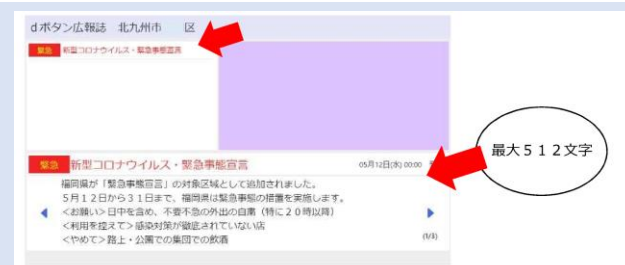 dボタン広報誌 北九州市 区
緊急 新型コロナウイルス・緊急事態宣言
緊急 新型コロナウイルス・緊急事態宣言 05月12日(水) 00:00
福岡県が「緊急事態宣言」の対象区域として追加されました。
5月12日から31日まで、福岡県は緊急事態の措置を実施します。
<お願い>日中を含め、不要不急の外出の自粛（特に20時以降）
<利用を控えて>感染対策が徹底されていない店
<やめて>路上・公園での集団での飲酒
(1/3)
最大512文字